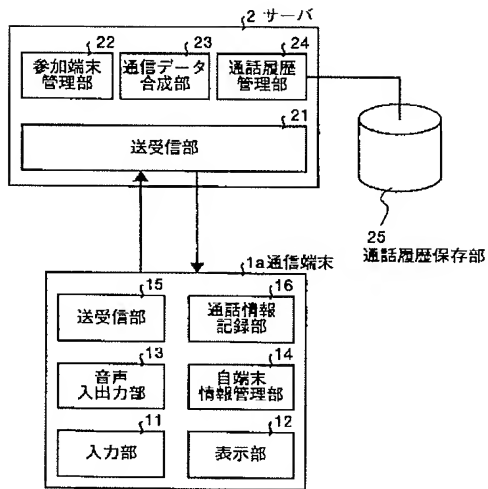 2 サーバ
22
23
24
参加端末
管理部
通信データ
合成部
通話履歴
管理部
21
送受信部
25
通話履歴保存部
1a通信端末
15
16
送受信部
通話情報
記録部
13
14
音声
入出力部
自端末
情報管理部
11
12
入力部
表示部